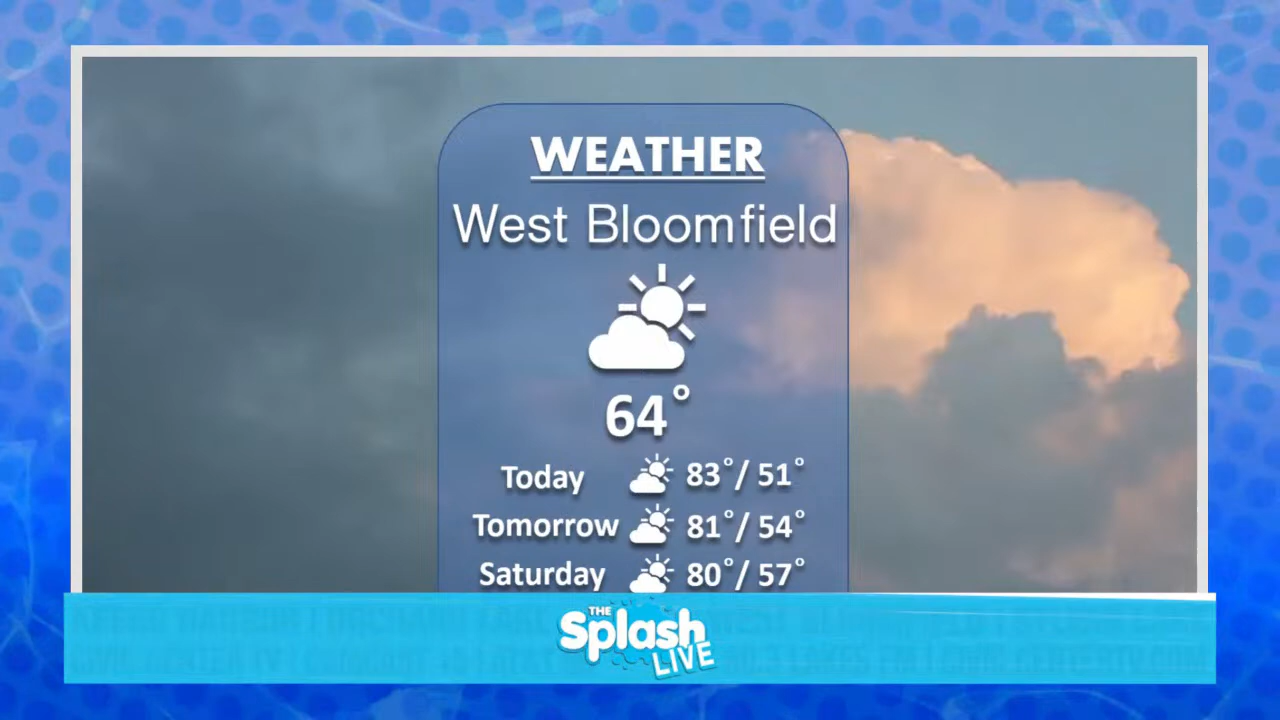 WEATHER
West Bloomfield
64°
Today 83°/ 51°
Tomorrow 81°/ 54°
Saturday 80°/ 57°
THE
Splash
LIVE